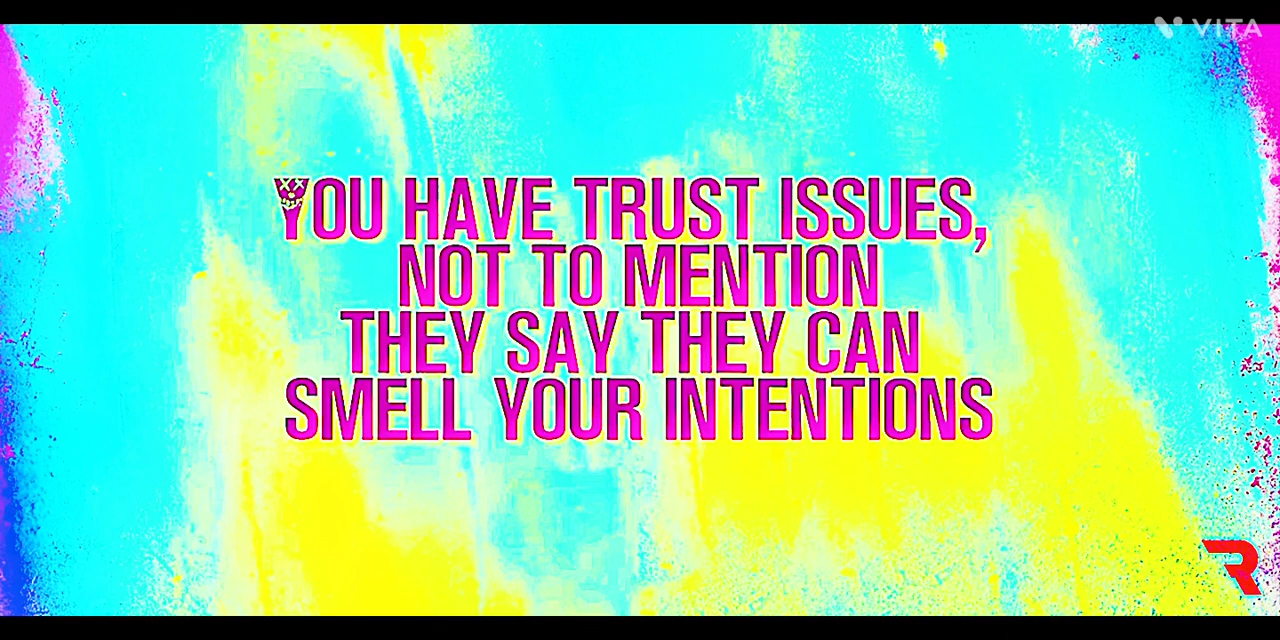 VITA
YOU HAVE TRUST ISSUES,
NOT TO MENTION
THEY SAY THEY CAN
SMELL YOUR INTENTIONS
R